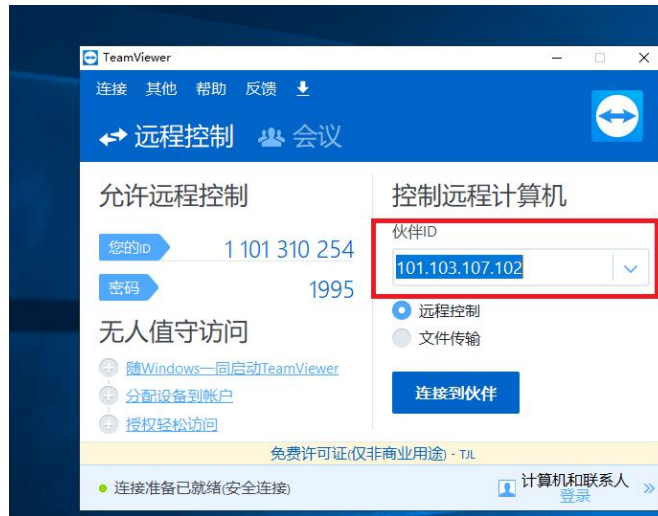 TeamViewer
连接 其他 帮助 反馈
远程控制 会议
允许远程控制
您的ID 1 101 310 254
密码 1995
无人值守访问
随Windows一同启动TeamViewer
分配设备到帐户
授权轻松访问
控制远程计算机
伙伴ID
101.103.107.102
远程控制
文件传输
连接到伙伴
免费许可证(仅非商业用途) - TJL
连接准备已就绪(安全连接)
计算机和联系人
登录